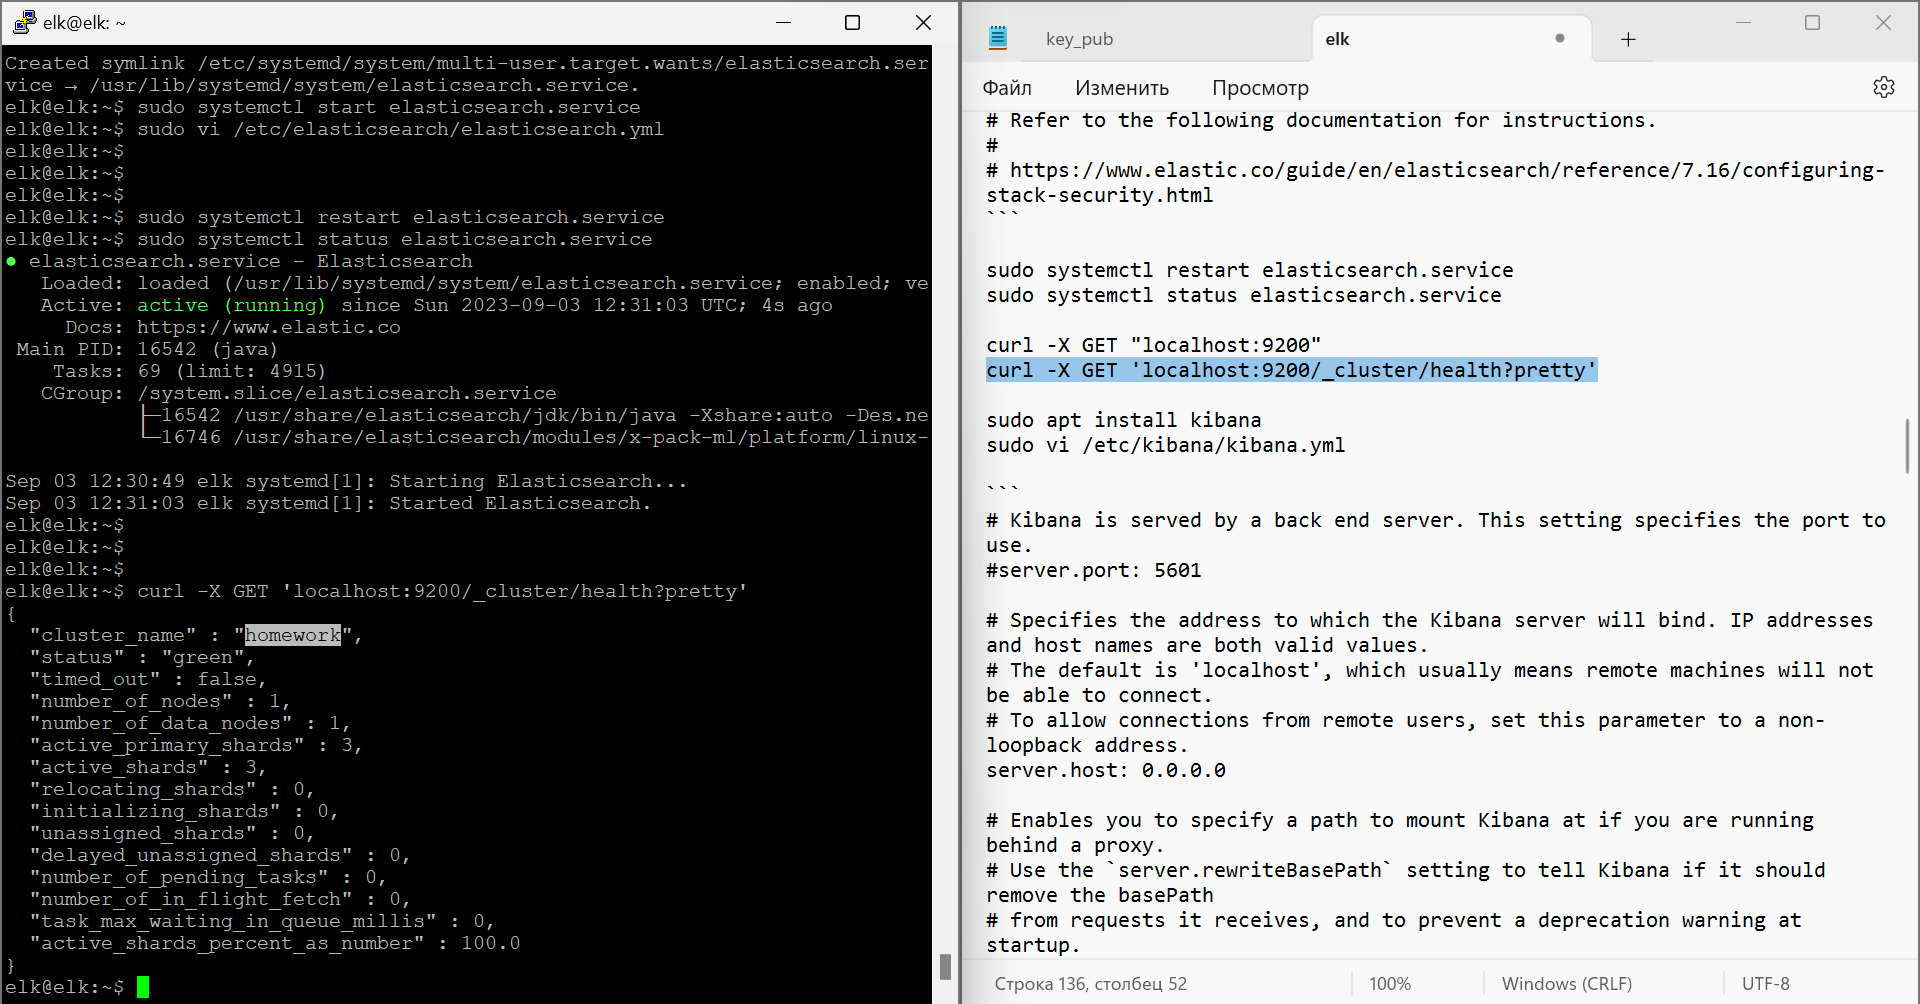 elk@elk: ~
Created symlink /etc/systemd/system/multi-user.target.wants/elasticsearch.ser
vice → /usr/lib/systemd/system/elasticsearch.service.
elk@elk:~$ sudo systemctl start elasticsearch.service
elk@elk:~$ sudo vi /etc/elasticsearch/elasticsearch.yml
elk@elk:~$
elk@elk:~$
elk@elk:~$
elk@elk:~$ sudo systemctl restart elasticsearch.service
elk@elk:~$ sudo systemctl status elasticsearch.service
● elasticsearch.service - Elasticsearch
   Loaded: loaded (/usr/lib/systemd/system/elasticsearch.service; enabled; ve
   Active: active (running) since Sun 2023-09-03 12:31:03 UTC; 4s ago
     Docs: https://www.elastic.co
 Main PID: 16542 (java)
    Tasks: 69 (limit: 4915)
   CGroup: /system.slice/elasticsearch.service
           ├─16542 /usr/share/elasticsearch/jdk/bin/java -Xshare:auto -Des.ne
           └─16746 /usr/share/elasticsearch/modules/x-pack-ml/platform/linux-
Sep 03 12:30:49 elk systemd[1]: Starting Elasticsearch...
Sep 03 12:31:03 elk systemd[1]: Started Elasticsearch.
elk@elk:~$
elk@elk:~$
elk@elk:~$
elk@elk:~$ curl -X GET 'localhost:9200/_cluster/health?pretty'
{
  "cluster_name" : "homework",
  "status" : "green",
  "timed_out" : false,
  "number_of_nodes" : 1,
  "number_of_data_nodes" : 1,
  "active_primary_shards" : 3,
  "active_shards" : 3,
  "relocating_shards" : 0,
  "initializing_shards" : 0,
  "unassigned_shards" : 0,
  "delayed_unassigned_shards" : 0,
  "number_of_pending_tasks" : 0,
  "number_of_in_flight_fetch" : 0,
  "task_max_waiting_in_queue_millis" : 0,
  "active_shards_percent_as_number" : 100.0
}
elk@elk:~$
key_pub
elk
Файл Изменить Просмотр
# Refer to the following documentation for instructions.
#
# https://www.elastic.co/guide/en/elasticsearch/reference/7.16/configuring-
stack-security.html
```
sudo systemctl restart elasticsearch.service
sudo systemctl status elasticsearch.service
curl -X GET "localhost:9200"
curl -X GET 'localhost:9200/_cluster/health?pretty'
sudo apt install kibana
sudo vi /etc/kibana/kibana.yml
```
# Kibana is served by a back end server. This setting specifies the port to
use.
#server.port: 5601
# Specifies the address to which the Kibana server will bind. IP addresses
and host names are both valid values.
# The default is 'localhost', which usually means remote machines will not
be able to connect.
# To allow connections from remote users, set this parameter to a non-
loopback address.
server.host: 0.0.0.0
# Enables you to specify a path to mount Kibana at if you are running
behind a proxy.
# Use the `server.rewriteBasePath` setting to tell Kibana if it should
remove the basePath
# from requests it receives, and to prevent a deprecation warning at
startup.
Строка 136, столбец 52
100%
Windows (CRLF)
UTF-8